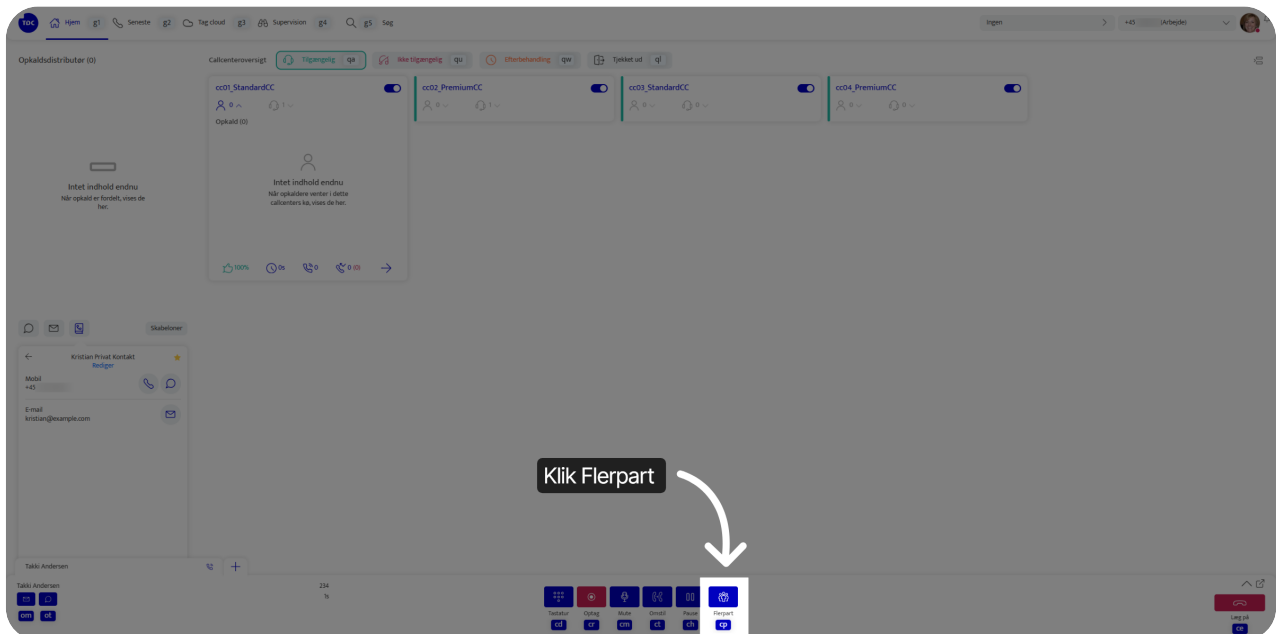 TDC Hjem g1 Seneste g2 Tag cloud g3 Supervision g4 g5 Søg Ingen +45 (Arbejde)
Opkaldsdistributør (0)
Callcenteroversigt Tilgængelig qa Ikke tilgængelig qu Efterbehandling qw Tjekket ud ql
cc01_StandardCC cc02_PremiumCC cc03_StandardCC cc04_PremiumCC
0 1 0 1 0 0 0 0
Opkald (0)
Intet indhold endnu
Når opkaldere venter i dette
callcenters kø, vises de her.
Intet indhold endnu
Når opkald er fordelt, vises de
her.
100% 0s 0 0 (0)
Skabeloner
Kristian Privat Kontakt
Rediger
Mobil
+45
E-mail
kristian@example.com
Klik Flerpart
Takki Andersen
Takki Andersen
om ot
234
7s
Tastatur Optag Mute Omstil Pause Flerpart
cd cr cm ct ch cp
Læg på
ce